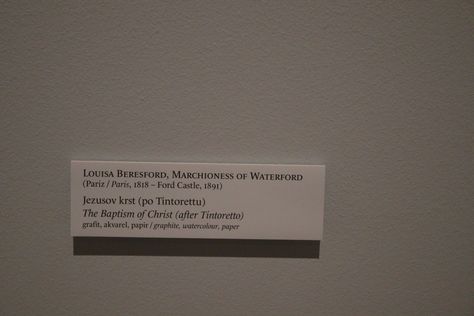 LOUISA BERESFORD, MARCHIONESS OF WATERFORD
(Pariz / Paris, 1818 – Ford Castle, 1891)
Jezusov krst (po Tintorettu)
The Baptism of Christ (after Tintoretto)
grafit, akvarel, papir / graphite, watercolour, paper